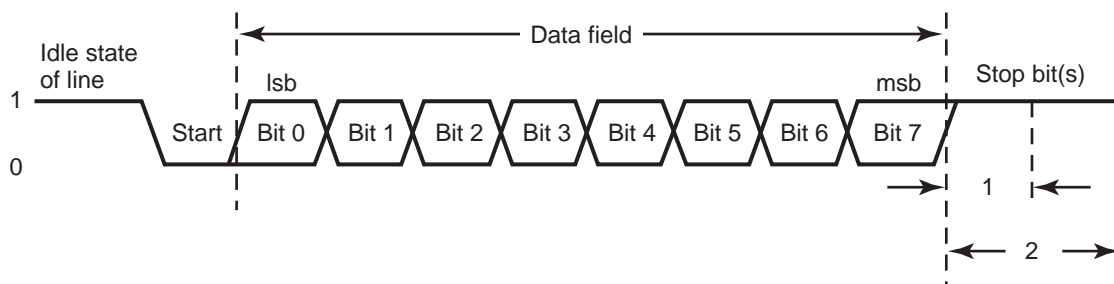 Data field
Idle state
of line
lsb
msb
Stop bit(s)
1
Start
Bit 0
Bit 1
Bit 2
Bit 3
Bit 4
Bit 5
Bit 6
Bit 7
0
1
2